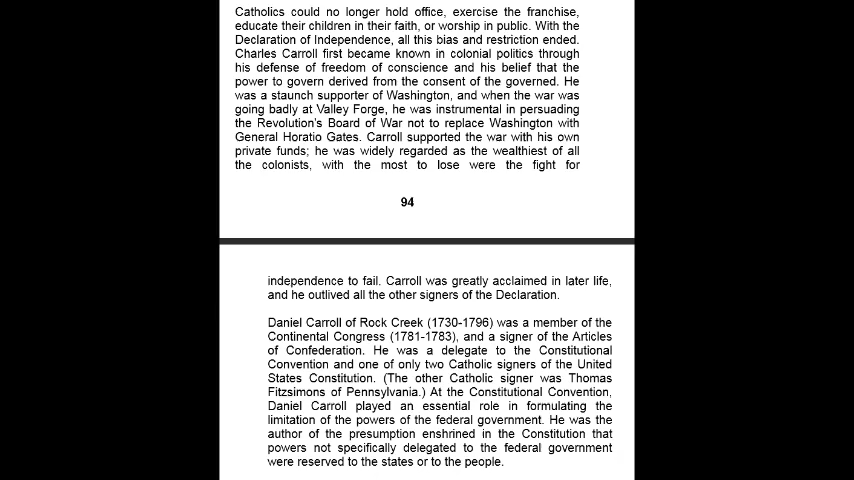 Catholics could no longer hold office, exercise the franchise,
educate their children in their faith, or worship in public. With the
Declaration of Independence, all this bias and restriction ended.
Charles Carroll first became known in colonial politics through
his defense of freedom of conscience and his belief that the
power to govern derived from the consent of the governed. He
was a staunch supporter of Washington, and when the war was
going badly at Valley Forge, he was instrumental in persuading
the Revolution's Board of War not to replace Washington with
General Horatio Gates. Carroll supported the war with his own
private funds; he was widely regarded as the wealthiest of all
the colonists, with the most to lose were the fight for
94
independence to fail. Carroll was greatly acclaimed in later life,
and he outlived all the other signers of the Declaration.
Daniel Carroll of Rock Creek (1730-1796) was a member of the
Continental Congress (1781-1783), and a signer of the Articles
of Confederation. He was a delegate to the Constitutional
Convention and one of only two Catholic signers of the United
States Constitution. (The other Catholic signer was Thomas
Fitzsimons of Pennsylvania.) At the Constitutional Convention,
Daniel Carroll played an essential role in formulating the
limitation of the powers of the federal government. He was the
author of the presumption enshrined in the Constitution that
powers not specifically delegated to the federal government
were reserved to the states or to the people.